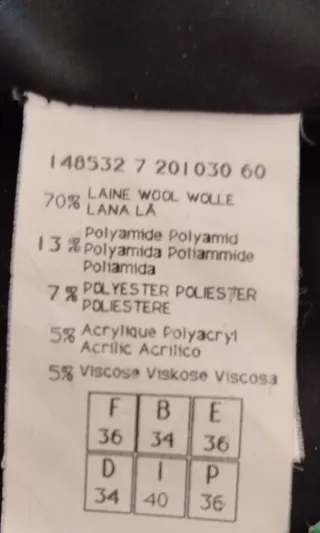 148532 7 201030 60
70% LAINE WOOL WOLLE
LANA LÃ
13% Polyamide Polyamid
Polyamida Poliammide
Poliamida
7% POLYESTER POLIESTER
POLIESTERE
5% Acrylique Polyacryl
Acrilic Acrilico
5% Viscose Viskose Viscosa
F B E
36 34 36
D I P
34 40 36